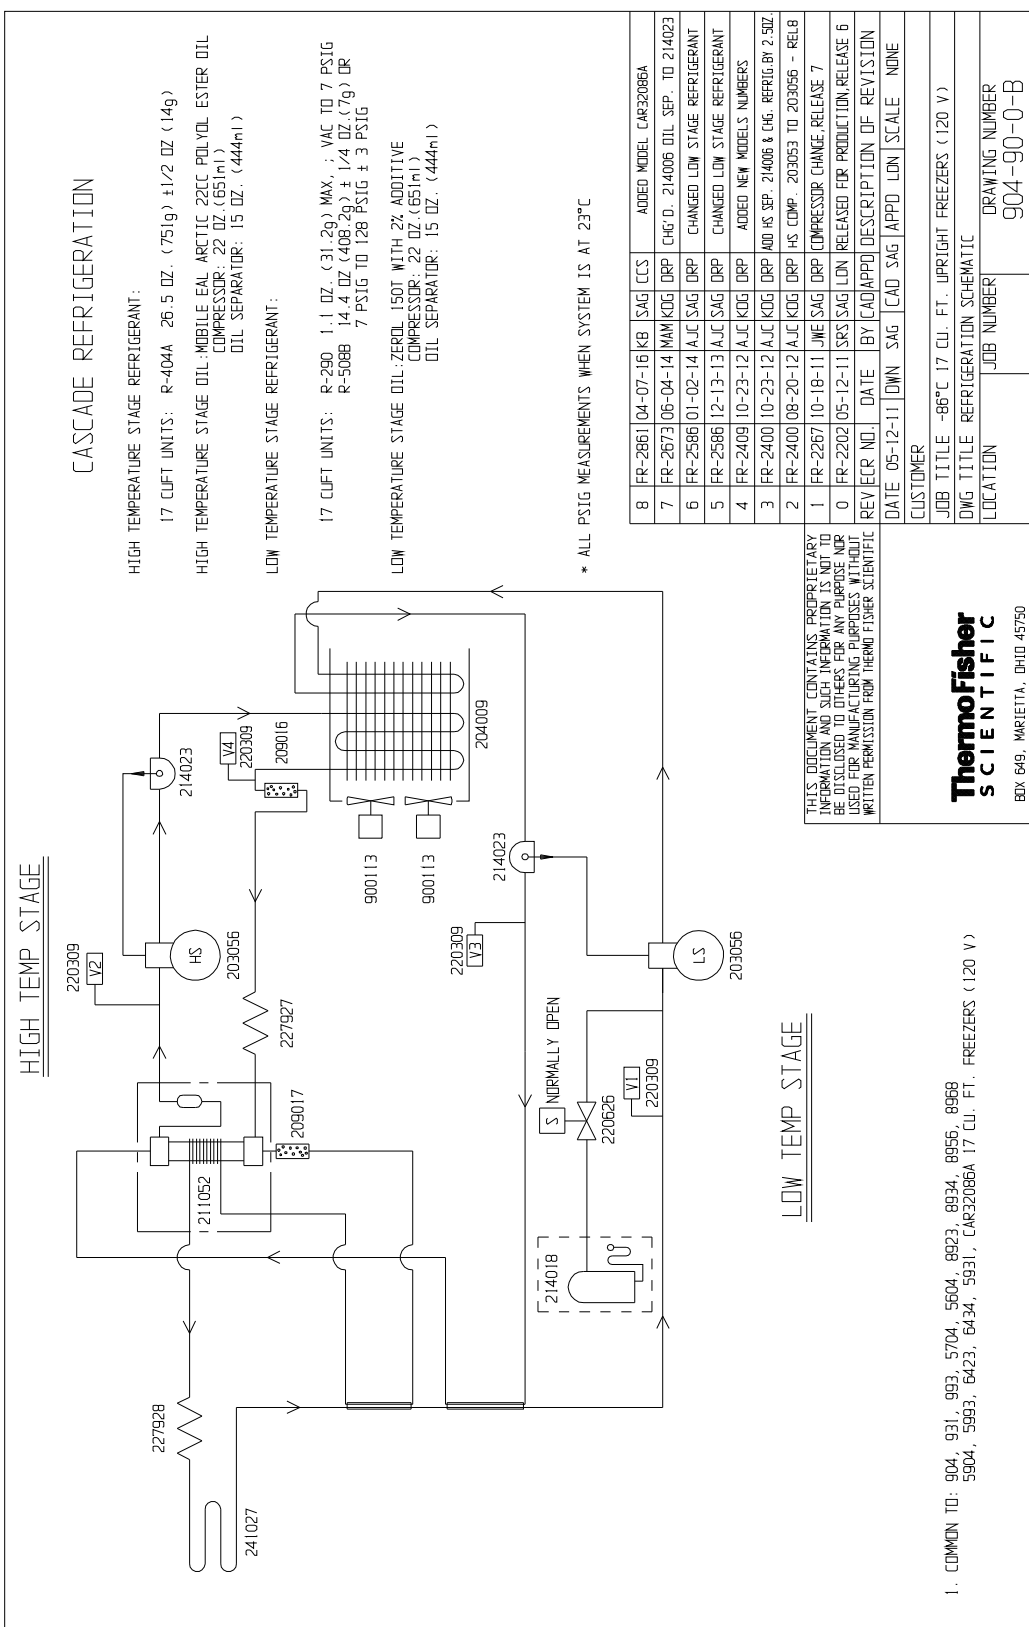 CASCADE REFRIGERATION
HIGH TEMPERATURE STAGE REFRIGERANT:
17 CUFT UNITS: R-404A 26.5 OZ. (751g) ±1/2 OZ (14g)
HIGH TEMPERATURE STAGE OIL:MOBILE EAL ARCTIC 22CC POLYOL ESTER OIL
COMPRESSOR: 22 OZ.(651ml)
OIL SEPARATOR: 15 OZ. (444ml)
LOW TEMPERATURE STAGE REFRIGERANT:
17 CUFT UNITS: R-290 1.1 OZ. (31.2g) MAX, ; VAC TO 7 PSIG
R-508B 14.4 OZ (408.2g) ± 1/4 OZ.(7g) OR
7 PSIG TO 128 PSIG ± 3 PSIG
LOW TEMPERATURE STAGE OIL:ZEROL 150T WITH 2% ADDITIVE
COMPRESSOR: 22 OZ.(651ml)
OIL SEPARATOR: 15 OZ. (444ml)
* ALL PSIG MEASUREMENTS WHEN SYSTEM IS AT 23°C
HIGH TEMP STAGE
220309
V2
HS
203056
214023
V4
220309
209016
204009
900113
900113
227927
209017
211052
227928
241027
214023
220309
V3
S NORMALLY OPEN
220626
214018
V1
220309
LS
203056
LOW TEMP STAGE
1. COMMON TO: 904, 931, 993, 5704, 5604, 8923, 8934, 8956, 8968
5904, 5993, 6423, 6434, 5931, CAR32086A 17 CU. FT. FREEZERS (120 V)
8 FR-2861 04-07-16 KB SAG CCS ADDED MODEL CAR32086A
7 FR-2673 06-04-14 MAM KDG DRP CHG'D. 214006 OIL SEP. TO 214023
6 FR-2586 01-02-14 AJC SAG DRP CHANGED LOW STAGE REFRIGERANT
5 FR-2586 12-13-13 AJC SAG DRP CHANGED LOW STAGE REFRIGERANT
4 FR-2409 10-23-12 AJC KDG DRP ADDED NEW MODELS NUMBERS
3 FR-2400 10-23-12 AJC KDG DRP ADD HS SEP. 214006 & CHG. REFRIG.BY 2.5OZ.
2 FR-2400 08-20-12 AJC KDG DRP HS COMP. 203053 TO 203056 - REL8
1 FR-2267 10-18-11 JWE SAG DRP COMPRESSOR CHANGE,RELEASE 7
0 FR-2202 05-12-11 SRS SAG LDN RELEASED FOR PRODUCTION,RELEASE 6
REV ECR NO. DATE BY CAD APPD DESCRIPTION OF REVISION
DATE 05-12-11 DWN SAG CAD SAG APPD LDN SCALE NONE
CUSTOMER
JOB TITLE -86°C 17 CU. FT. UPRIGHT FREEZERS (120 V)
DWG TITLE REFRIGERATION SCHEMATIC
LOCATION JOB NUMBER DRAWING NUMBER
904-90-0-B
THIS DOCUMENT CONTAINS PROPRIETARY
INFORMATION AND SUCH INFORMATION IS NOT TO
BE DISCLOSED TO OTHERS FOR ANY PURPOSE NOR
USED FOR MANUFACTURING PURPOSES WITHOUT
WRITTEN PERMISSION FROM THERMO FISHER SCIENTIFIC
ThermoFisher
SCIENTIFIC
BOX 649, MARIETTA, OHIO 45750